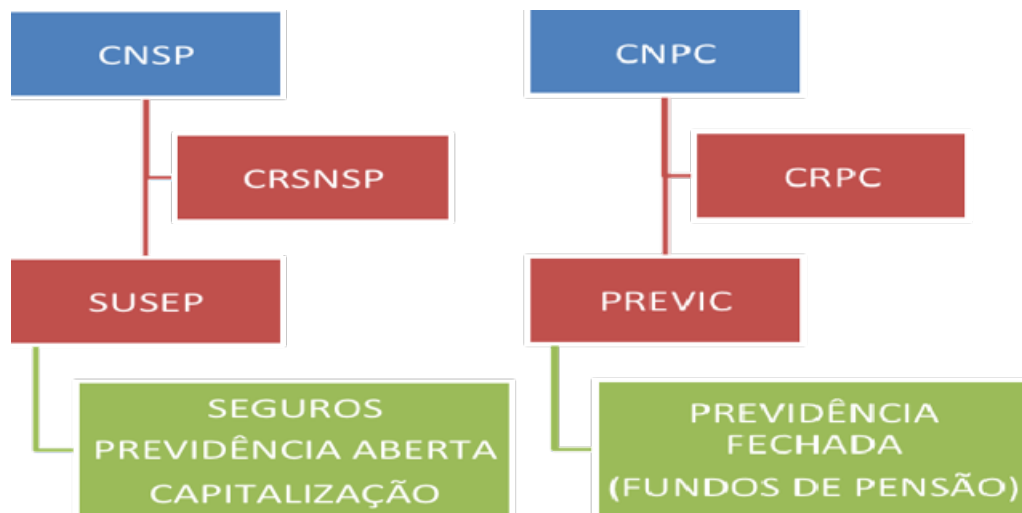 CNSP
CRSNSP
SUSEP
SEGUROS
PREVIDÊNCIA ABERTA
CAPITALIZAÇÃO
CNPC
CRPC
PREVIC
PREVIDÊNCIA
FECHADA
(FUNDOS DE PENSÃO)